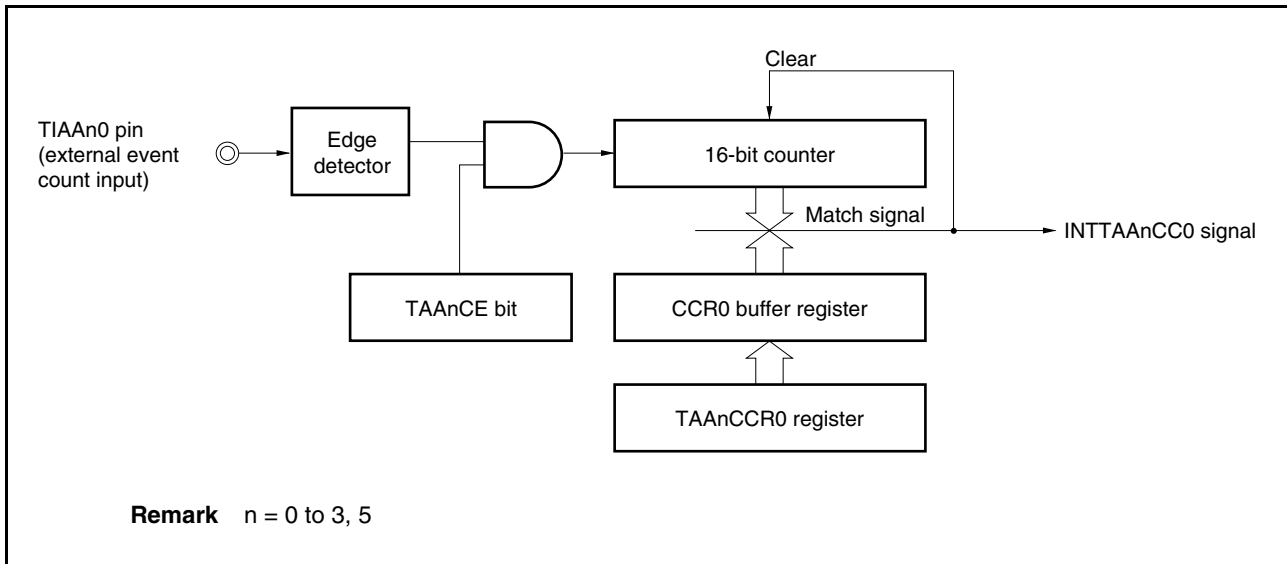 Clear
TIAAn0 pin
(external event
count input)
Edge
detector
16-bit counter
Match signal
INTTAAnCC0 signal
TAAnCE bit
CCR0 buffer register
TAAnCCR0 register
Remark n = 0 to 3, 5